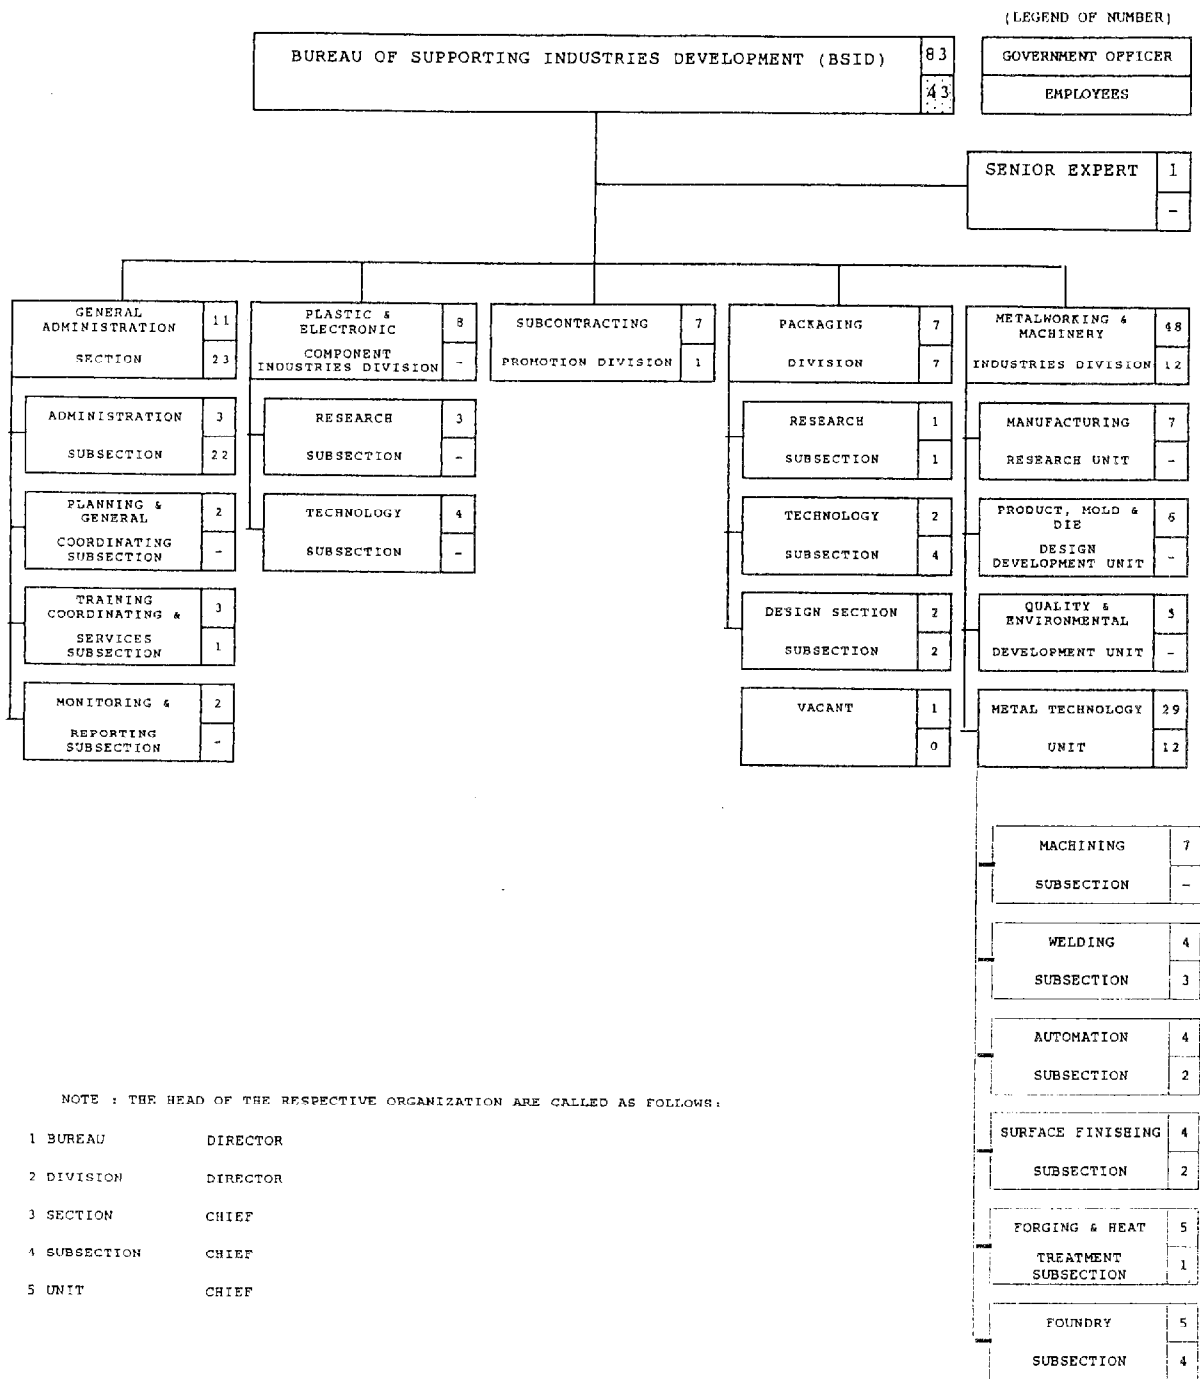 (LEGEND OF NUMBER)
BUREAU OF SUPPORTING INDUSTRIES DEVELOPMENT (BSID) 83
43
GOVERNMENT OFFICER
EMPLOYEES
SENIOR EXPERT 1
-
GENERAL
ADMINISTRATION 11
SECTION 23
PLASTIC &
ELECTRONIC 8
COMPONENT
INDUSTRIES DIVISION -
SUBCONTRACTING 7
PROMOTION DIVISION 1
PACKAGING 7
DIVISION 7
METALWORKING &
MACHINERY 48
INDUSTRIES DIVISION 12
ADMINISTRATION 3
SUBSECTION 22
RESEARCH 3
SUBSECTION -
RESEARCH 1
SUBSECTION 1
MANUFACTURING 7
RESEARCH UNIT -
PLANNING &
GENERAL 2
COORDINATING
SUBSECTION -
TECHNOLOGY 4
SUBSECTION -
TECHNOLOGY 2
SUBSECTION 4
PRODUCT, MOLD &
DIE 6
DESIGN
DEVELOPMENT UNIT -
TRAINING
COORDINATING & 3
SERVICES
SUBSECTION 1
DESIGN SECTION 2
SUBSECTION 2
QUALITY &
ENVIRONMENTAL 5
DEVELOPMENT UNIT -
MONITORING & 2
REPORTING
SUBSECTION -
VACANT 1
0
METAL TECHNOLOGY 29
UNIT 12
MACHINING 7
SUBSECTION -
WELDING 4
SUBSECTION 3
AUTOMATION 4
SUBSECTION 2
SURFACE FINISHING 4
SUBSECTION 2
FORGING & HEAT 5
TREATMENT
SUBSECTION 1
FOUNDRY 5
SUBSECTION 4
NOTE : THE HEAD OF THE RESPECTIVE ORGANIZATION ARE CALLED AS FOLLOWS:
1 BUREAU DIRECTOR
2 DIVISION DIRECTOR
3 SECTION CHIEF
4 SUBSECTION CHIEF
5 UNIT CHIEF